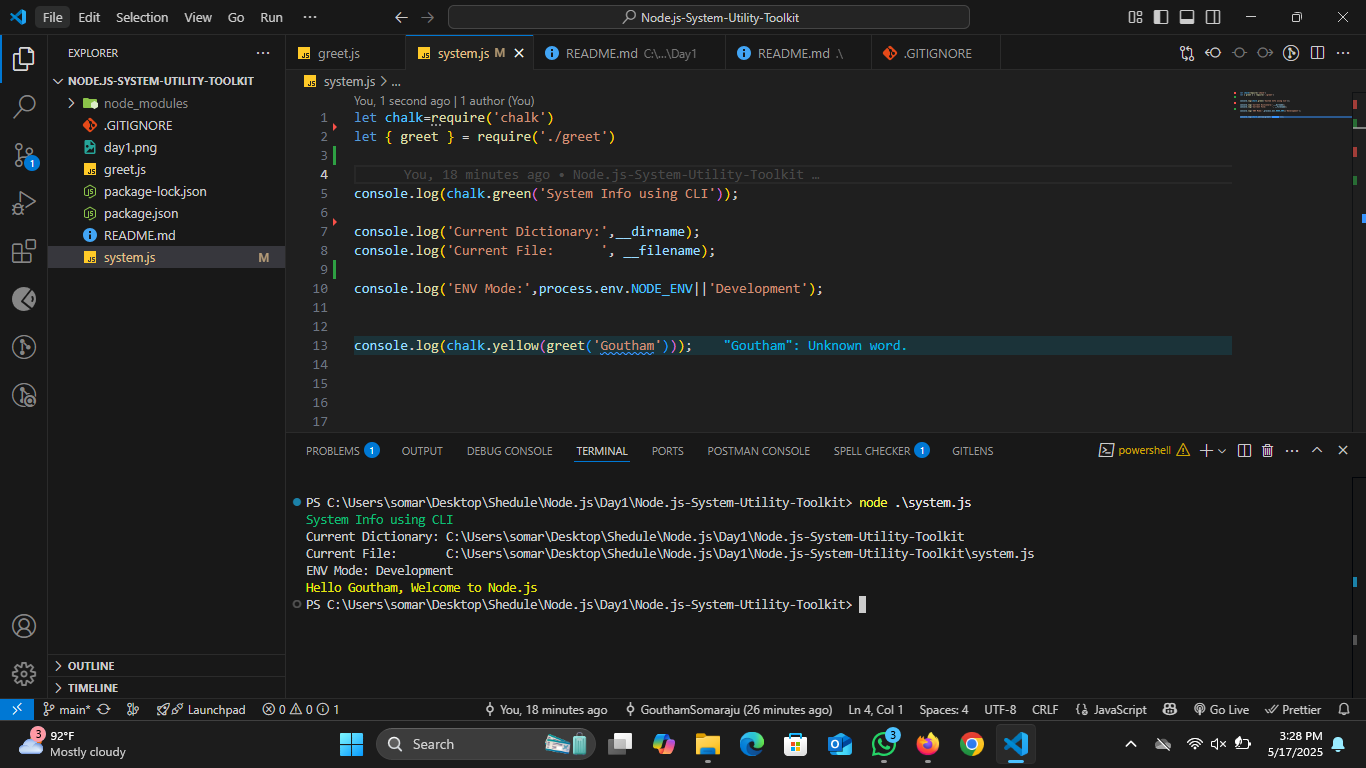 File Edit Selection View Go Run ··· Node.js-System-Utility-Toolkit
EXPLORER ···
NODE.JS-SYSTEM-UTILITY-TOOLKIT
node_modules
.GITIGNORE
day1.png
greet.js
package-lock.json
package.json
README.md
system.js M
OUTLINE
TIMELINE
greet.js system.js M README.md C:\...\Day1 README.md .\ .GITIGNORE
system.js > ...
You, 1 second ago | 1 author (You)
1 let chalk=require('chalk')
2 let { greet } = require('./greet')
3
4 You, 18 minutes ago • Node.js-System-Utility-Toolkit …
5 console.log(chalk.green('System Info using CLI'));
6
7 console.log('Current Dictionary:',__dirname);
8 console.log('Current File:      ', __filename);
9
10 console.log('ENV Mode:',process.env.NODE_ENV||'Development');
11
12
13 console.log(chalk.yellow(greet('Goutham'))); "Goutham": Unknown word.
14
15
16
17
PROBLEMS 1 OUTPUT DEBUG CONSOLE TERMINAL PORTS POSTMAN CONSOLE SPELL CHECKER 1 GITLENS powershell
PS C:\Users\somar\Desktop\Shedule\Node.js\Day1\Node.js-System-Utility-Toolkit> node .\system.js
System Info using CLI
Current Dictionary: C:\Users\somar\Desktop\Shedule\Node.js\Day1\Node.js-System-Utility-Toolkit
Current File:       C:\Users\somar\Desktop\Shedule\Node.js\Day1\Node.js-System-Utility-Toolkit\system.js
ENV Mode: Development
Hello Goutham, Welcome to Node.js
PS C:\Users\somar\Desktop\Shedule\Node.js\Day1\Node.js-System-Utility-Toolkit>
main* Launchpad 0 0 1 You, 18 minutes ago GouthamSomaraju (26 minutes ago) Ln 4, Col 1 Spaces: 4 UTF-8 CRLF {} JavaScript Go Live Prettier
3 92°F
Mostly cloudy
Search
3
3:28 PM
5/17/2025